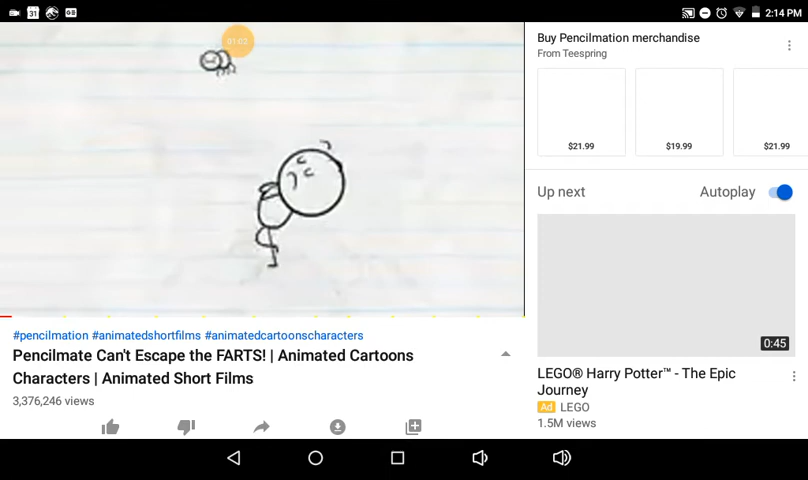 31
2:14 PM
01:02
Buy Pencilmation merchandise
From Teespring
$21.99
$19.99
$21.99
Up next
Autoplay
0:45
#pencilmation #animatedshortfilms #animatedcartoonscharacters
Pencilmate Can't Escape the FARTS! | Animated Cartoons
Characters | Animated Short Films
3,376,246 views
LEGO® Harry Potter™ - The Epic
Journey
Ad LEGO
1.5M views